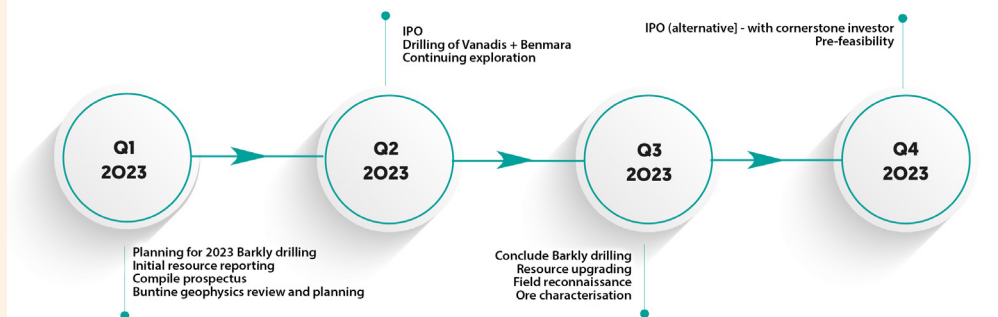 Q1
2023
Planning for 2023 Barkly drilling
Initial resource reporting
Compile prospectus
Buntine geophysics review and planning
IPO
Drilling of Vanadis + Benmara
Continuing exploration
Q2
2023
Q3
2023
Conclude Barkly drilling
Resource upgrading
Field reconnaissance
Ore characterisation
IPO (alternative] - with cornerstone investor
Pre-feasibility
Q4
2023